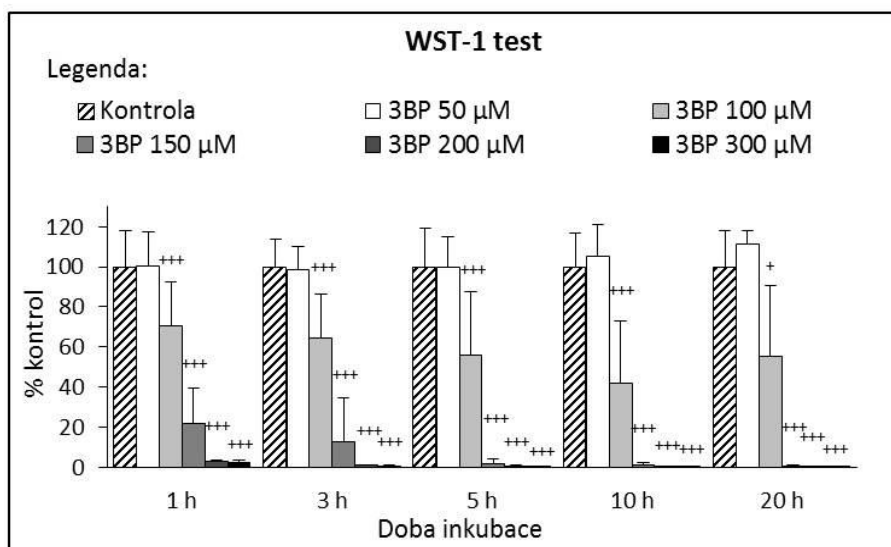 WST-1 test
Legenda:
Kontrola 3BP 50 µM 3BP 100 µM
3BP 150 µM 3BP 200 µM 3BP 300 µM
% kontrol
120
100
80
60
40
20
0
+++ +++ +++ +++
+++ +++ +++ +++
+++ +++ +++ +++
+++ +++ +++ +++
+ +++ +++ +++
1 h 3 h 5 h 10 h 20 h
Doba inkubace